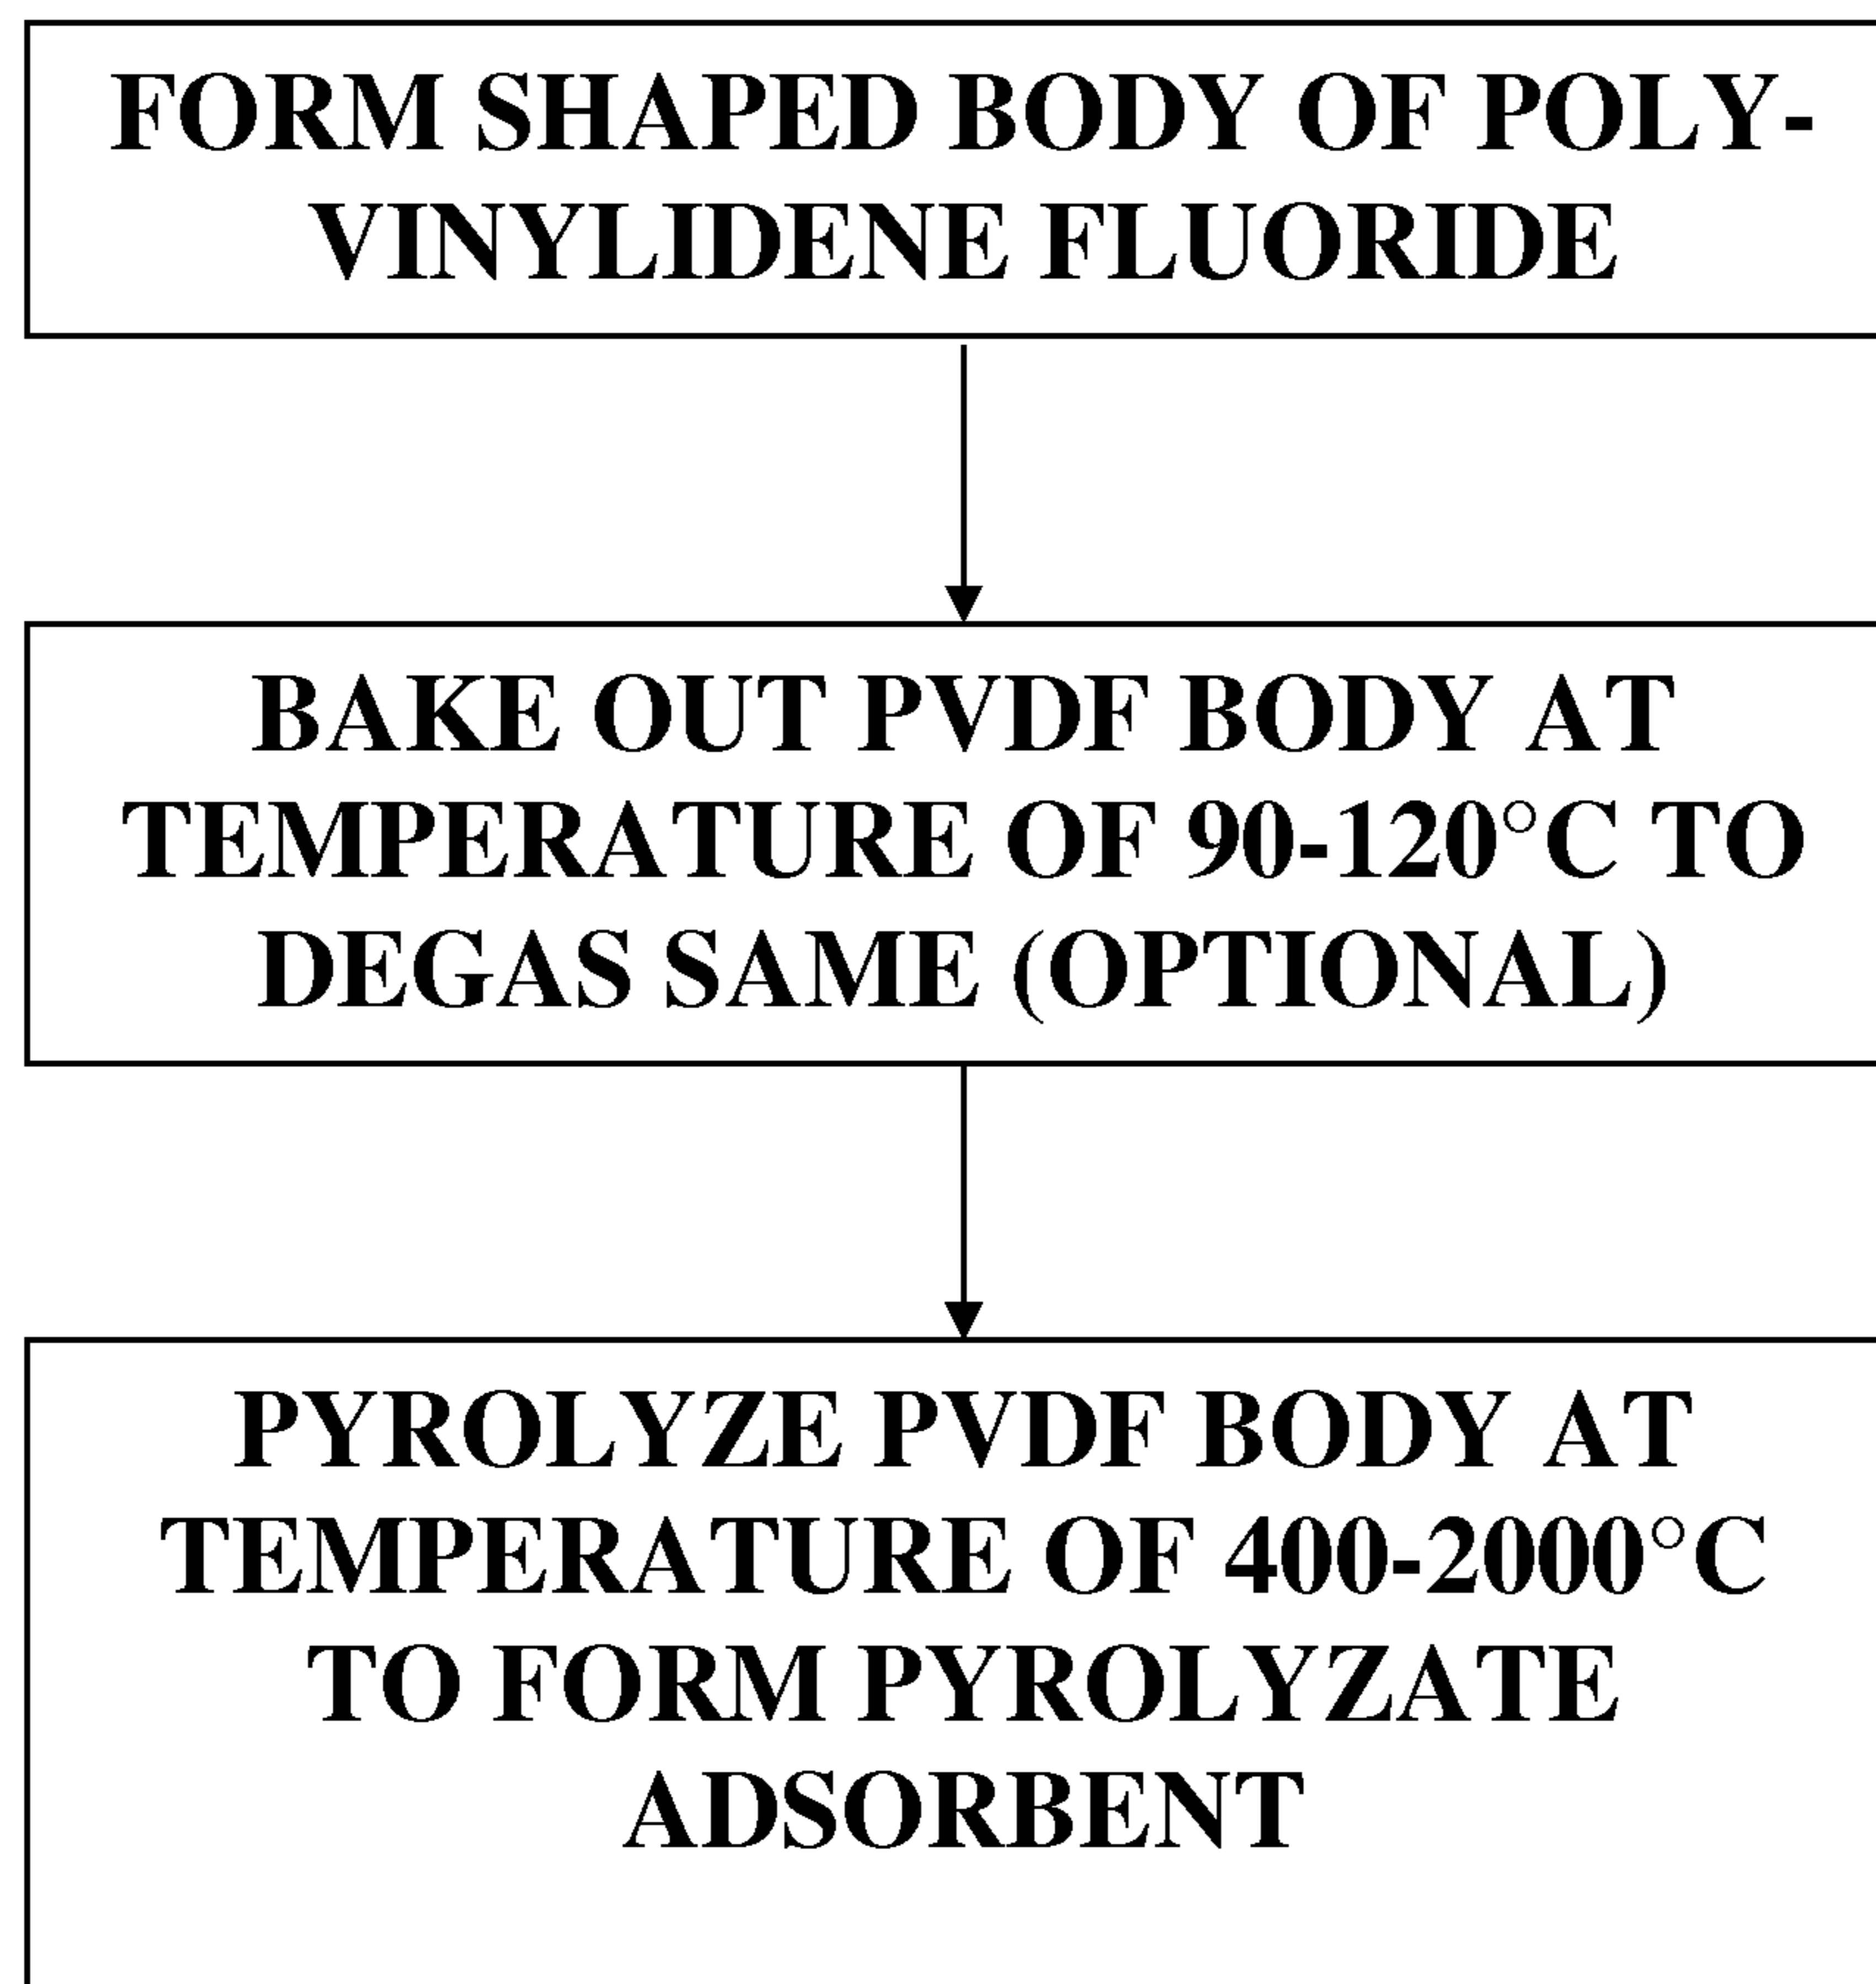 FORM SHAPED BODY OF POLY-
VINYLIDENE FLUORIDE
BAKE OUT PVDF BODY AT
TEMPERATURE OF 90-120°C TO
DEGAS SAME (OPTIONAL)
PYROLYZE PVDF BODY AT
TEMPERATURE OF 400-2000°C
TO FORM PYROLYZATE
ADSORBENT